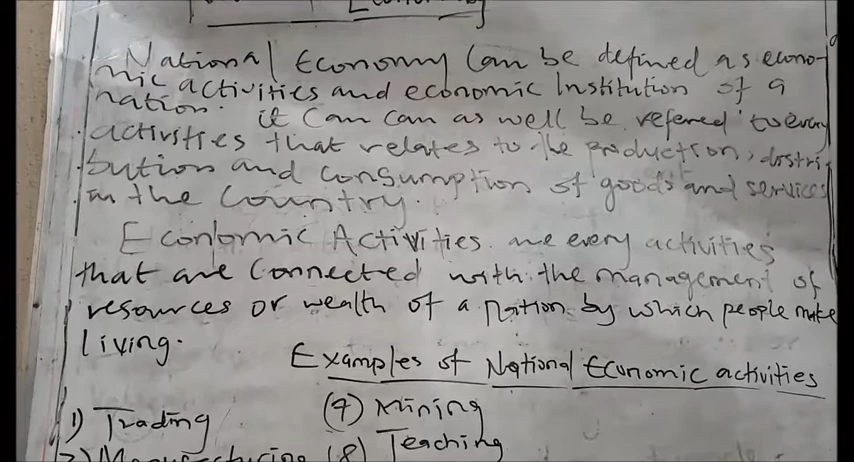 Economy
National Economy can be defined as econo-
mic activities and economic Institution of a
nation.
it can can as well be refered to every
activities that relates to the production, distri
bution and consumption of goods and services
in the country.
Economic Activities are every activities
that are connected with the management of
resources or wealth of a nation by which people make
living.
Examples of National Economic activities
1) Trading (7) Mining
2) Manufacturing (8) Teaching